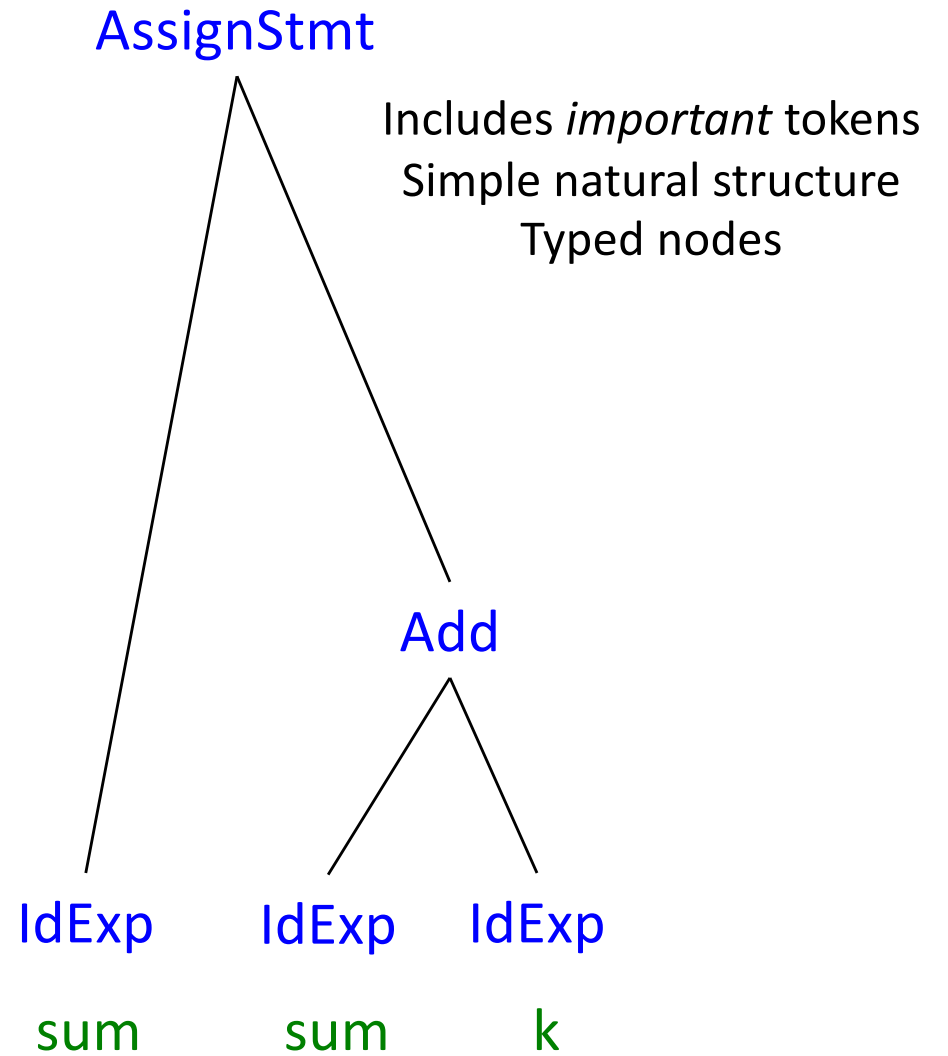 AssignStmt
Includes important tokens
Simple natural structure
Typed nodes
Add
IdExp IdExp IdExp
sum sum k